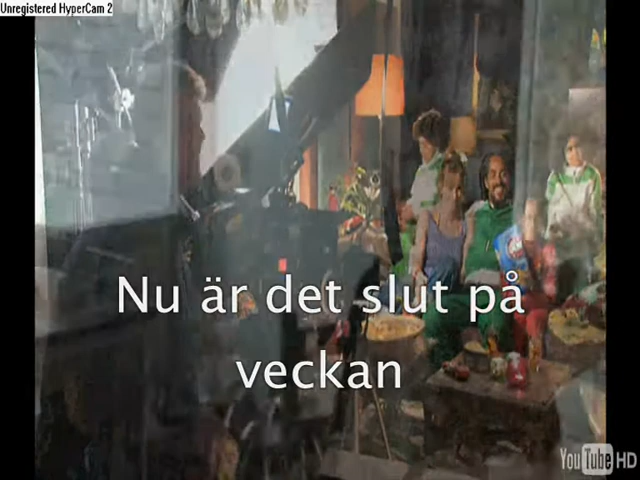 Unregistered HyperCam 2
Nu är det slut på
veckan
YouTube HD